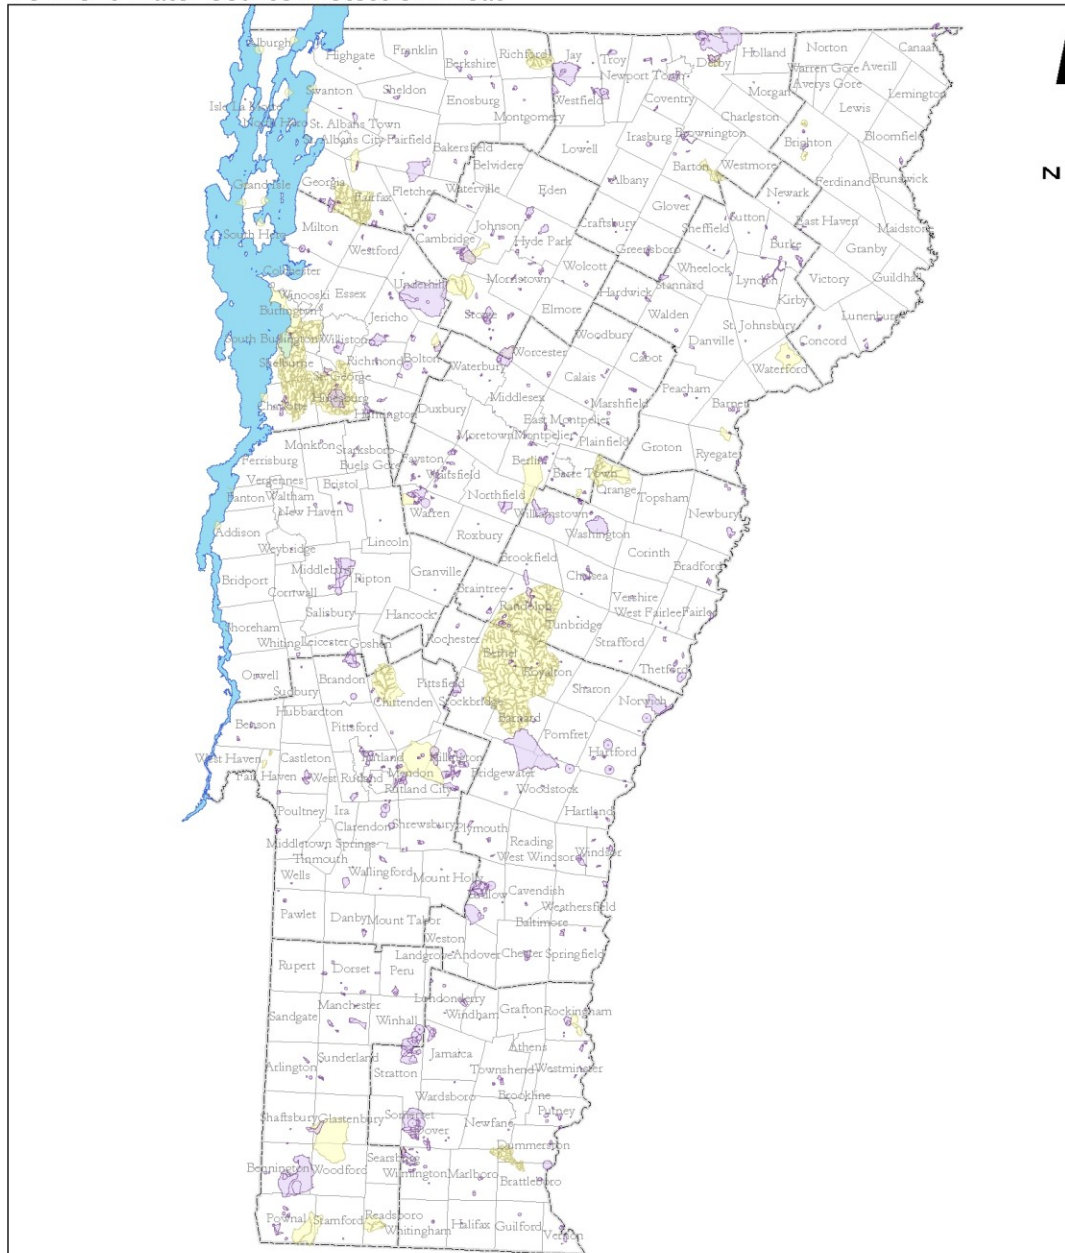 Alburgh
Highgate
Franklin
Berkshire
Richford
Jay
Troy
Newport Town
Derby
Holland
Norton
Canaan
Warren Gore
Averill
Averys Gore
Lemington
Morgan
Swanton
Sheldon
Enosburg
Westfield
Coventry
Lewis
Isle La Motte
North Hero
St. Albans Town
Montgomery
Charleston
Bloomfield
St. Albans City
Fairfield
Bakersfield
Lowell
Irasburg
Brownington
Brighton
Belvidere
Barton
Westmore
Ferdinand
Brunswick
Grand Isle
Georgia
Fairfax
Fletcher
Waterville
Eden
Albany
Newark
Maidstone
South Hero
Milton
Westford
Cambridge
Johnson
Hyde Park
Craftsbury
Glover
Sheffield
Sutton
East Haven
Granby
Colchester
Greensboro
Burke
Guildhall
Winooski
Essex
Underhill
Morristown
Wolcott
Wheelock
Lyndon
Victory
Burlington
Jericho
Stowe
Elmore
Hardwick
Stannard
Kirby
Lunenburg
South Burlington
Williston
Woodbury
Walden
St. Johnsbury
Concord
Shelburne
St. George
Richmond
Bolton
Waterbury
Worcester
Cabot
Danville
Waterford
Charlotte
Hinesburg
Huntington
Duxbury
Middlesex
Calais
Marshfield
Peacham
Barnet
East Montpelier
Monkton
Starksboro
Moretown
Montpelier
Plainfield
Groton
Ryegate
Ferrisburg
Buels Gore
Fayston
Waitsfield
Berlin
Barre Town
Vergennes
Bristol
Orange
Topsham
Panton
Waltham
New Haven
Warren
Northfield
Williamstown
Washington
Newbury
Addison
Lincoln
Roxbury
Weybridge
Brookfield
Corinth
Bradford
Middlebury
Ripton
Granville
Braintree
Chelsea
Bridport
Cornwall
Vershire
West Fairlee
Fairlee
Salisbury
Hancock
Randolph
Tunbridge
Shoreham
Whiting
Leicester
Goshen
Rochester
Bethel
Strafford
Thetford
Orwell
Sudbury
Brandon
Pittsfield
Royalton
Sharon
Chittenden
Stockbridge
Norwich
Hubbardton
Barnard
Benson
Pittsford
Pomfret
Hartford
West Haven
Castleton
Rutland
Killington
Bridgewater
Fair Haven
West Rutland
Mendon
Rutland City
Woodstock
Poultney
Ira
Clarendon
Shrewsbury
Plymouth
Hartland
Middletown Springs
Reading
Tinmouth
West Windsor
Windsor
Wells
Wallingford
Mount Holly
Ludlow
Cavendish
Weathersfield
Pawlet
Danby
Mount Tabor
Baltimore
Weston
Landgrove
Andover
Chester
Springfield
Rupert
Dorset
Peru
Londonderry
Windham
Grafton
Rockingham
Sandgate
Manchester
Winhall
Athens
Arlington
Sunderland
Stratton
Jamaica
Townshend
Westminster
Wardsboro
Brookline
Shaftsbury
Glastenbury
Somerset
Dover
Newfane
Putney
Dummerston
Bennington
Woodford
Searsburg
Wilmington
Marlboro
Brattleboro
Pownal
Stamford
Readsboro
Whitingham
Halifax
Guilford
Vernon
N